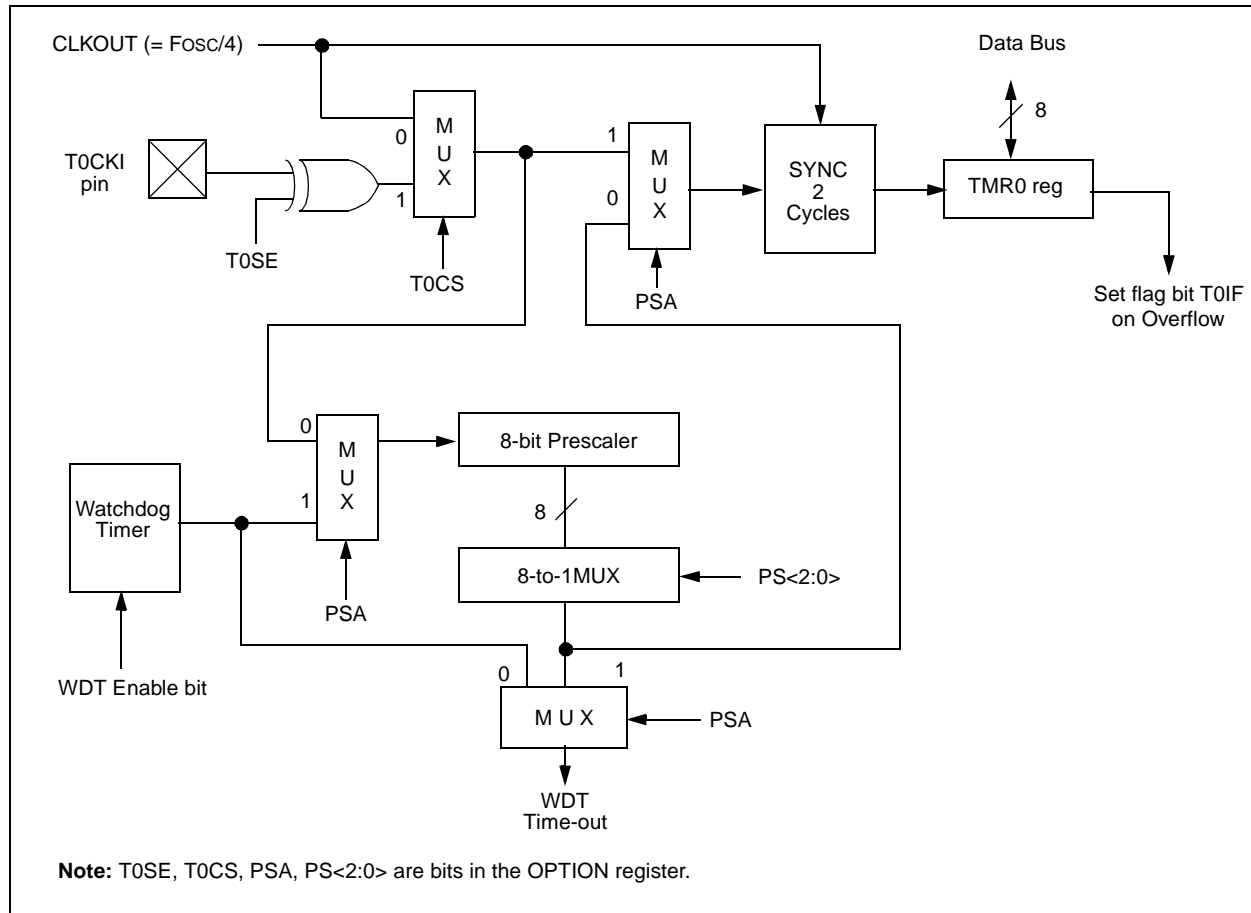 CLKOUT (= FOSC/4)
Data Bus
8
T0CKI
pin
0
1
M
U
X
T0SE
T0CS
1
0
M
U
X
PSA
SYNC
2
Cycles
TMR0 reg
Set flag bit T0IF
on Overflow
0
1
M
U
X
PSA
8-bit Prescaler
8
8-to-1MUX
PS<2:0>
Watchdog
Timer
WDT Enable bit
0
1
M U X
PSA
WDT
Time-out
Note: T0SE, T0CS, PSA, PS<2:0> are bits in the OPTION register.